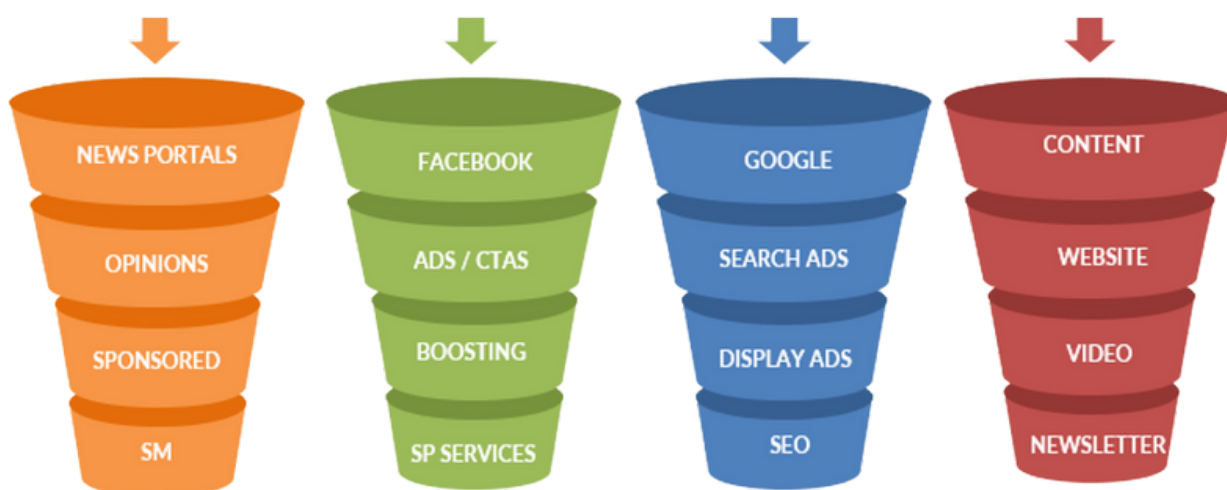 NEWS PORTALS
OPINIONS
SPONSORED
SM
FACEBOOK
ADS / CTAS
BOOSTING
SP SERVICES
GOOGLE
SEARCH ADS
DISPLAY ADS
SEO
CONTENT
WEBSITE
VIDEO
NEWSLETTER